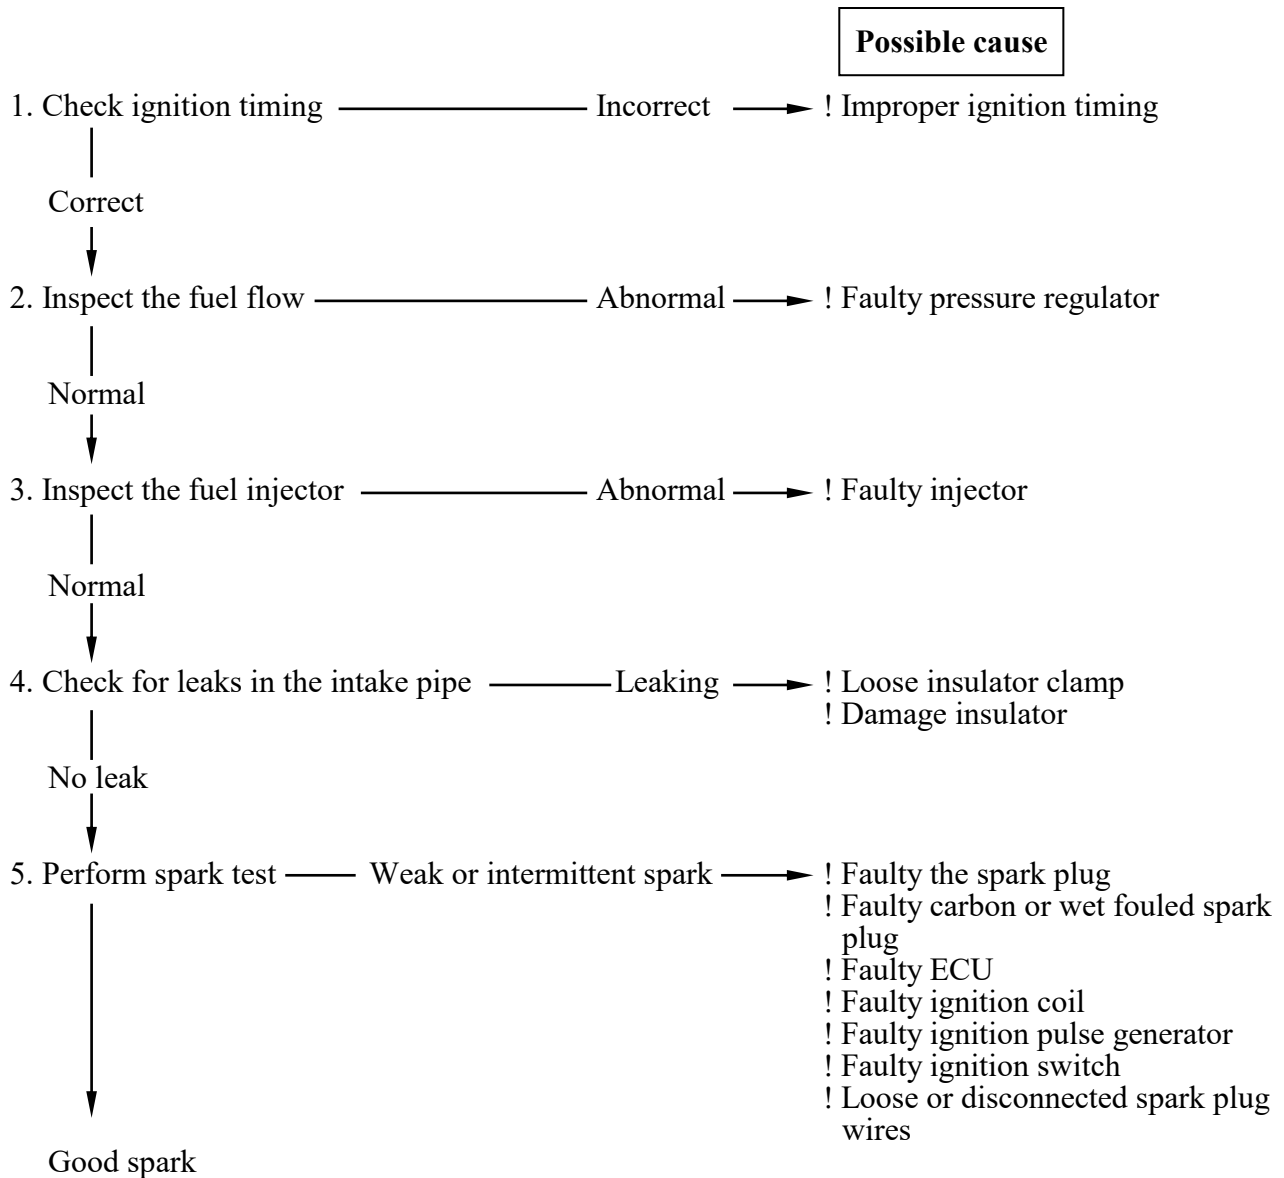 Possible cause
1. Check ignition timing Incorrect ! Improper ignition timing
Correct
2. Inspect the fuel flow Abnormal ! Faulty pressure regulator
Normal
3. Inspect the fuel injector Abnormal ! Faulty injector
Normal
4. Check for leaks in the intake pipe Leaking ! Loose insulator clamp
! Damage insulator
No leak
5. Perform spark test Weak or intermittent spark ! Faulty the spark plug
! Faulty carbon or wet fouled spark
plug
! Faulty ECU
! Faulty ignition coil
! Faulty ignition pulse generator
! Faulty ignition switch
! Loose or disconnected spark plug
wires
Good spark